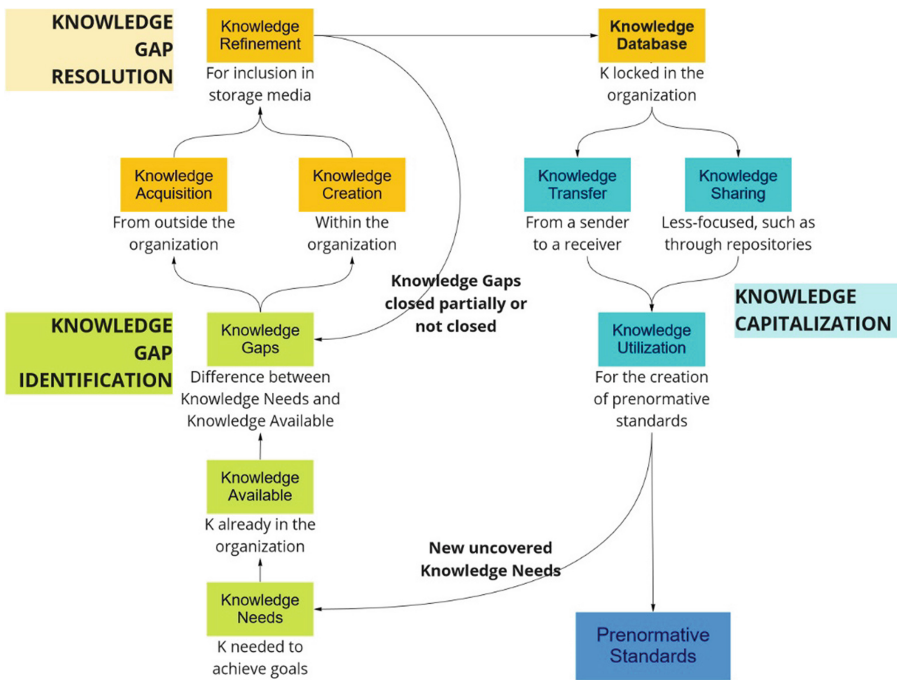 KNOWLEDGE
GAP
RESOLUTION
Knowledge
Refinement
For inclusion in
storage media
Knowledge
Database
K locked in the
organization
Knowledge
Acquisition
From outside the
organization
Knowledge
Creation
Within the
organization
Knowledge
Transfer
From a sender
to a receiver
Knowledge
Sharing
Less-focused, such as
through repositories
Knowledge Gaps
closed partially or
not closed
KNOWLEDGE
CAPITALIZATION
KNOWLEDGE
GAP
IDENTIFICATION
Knowledge
Gaps
Difference between
Knowledge Needs and
Knowledge Available
Knowledge
Utilization
For the creation
of prenormative
standards
Knowledge
Available
K already in the
organization
New uncovered
Knowledge Needs
Knowledge
Needs
K needed to
achieve goals
Prenormative
Standards